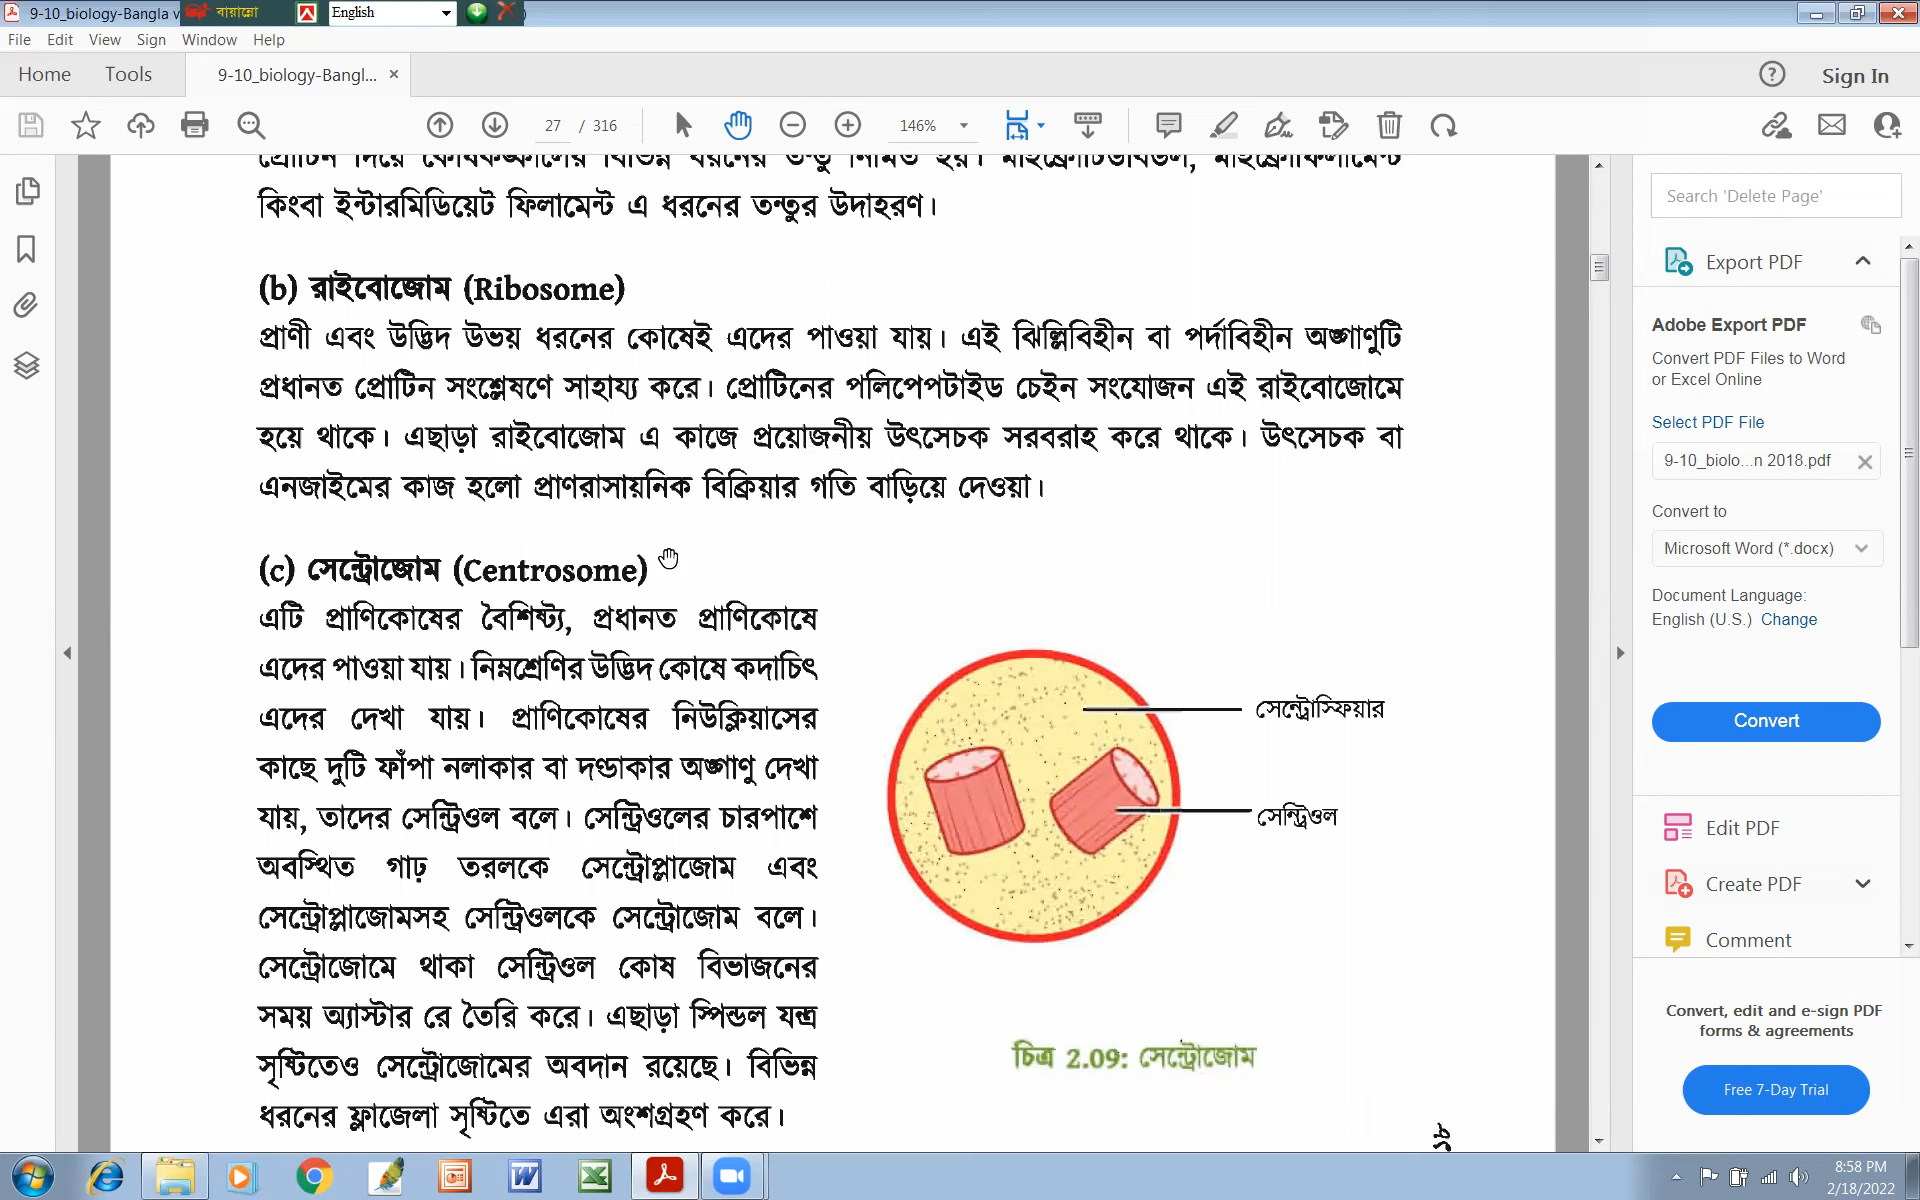 9-10_biology-Bangla v
বায়ান্নো
English
File Edit View Sign Window Help
Home Tools 9-10_biology-Bangl... Sign In
27 / 316 146%
কিংবা ইন্টারমিডিয়েট ফিলামেন্ট এ ধরনের তন্তুর উদাহরণ।
(b) রাইবোজোম (Ribosome)
প্রাণী এবং উদ্ভিদ উভয় ধরনের কোষেই এদের পাওয়া যায়। এই ঝিল্লিবিহীন বা পর্দাবিহীন অঙ্গাণুটি
প্রধানত প্রোটিন সংশ্লেষণে সাহায্য করে। প্রোটিনের পলিপেপটাইড চেইন সংযোজন এই রাইবোজোমে
হয়ে থাকে। এছাড়া রাইবোজোম এ কাজে প্রয়োজনীয় উৎসেচক সরবরাহ করে থাকে। উৎসেচক বা
এনজাইমের কাজ হলো প্রাণরাসায়নিক বিক্রিয়ার গতি বাড়িয়ে দেওয়া।
(c) সেন্ট্রোজোম (Centrosome)
এটি প্রাণিকোষের বৈশিষ্ট্য, প্রধানত প্রাণিকোষে
এদের পাওয়া যায়। নিম্নশ্রেণির উদ্ভিদ কোষে কদাচিৎ
এদের দেখা যায়। প্রাণিকোষের নিউক্লিয়াসের
কাছে দুটি ফাঁপা নলাকার বা দণ্ডাকার অঙ্গাণু দেখা
যায়, তাদের সেন্ট্রিওল বলে। সেন্ট্রিওলের চারপাশে
অবস্থিত গাঢ় তরলকে সেন্ট্রোপ্লাজোম এবং
সেন্ট্রোপ্লাজোমসহ সেন্ট্রিওলকে সেন্ট্রোজোম বলে।
সেন্ট্রোজোমে থাকা সেন্ট্রিওল কোষ বিভাজনের
সময় অ্যাস্টার রে তৈরি করে। এছাড়া স্পিন্ডল যন্ত্র
সৃষ্টিতেও সেন্ট্রোজোমের অবদান রয়েছে। বিভিন্ন
ধরনের ফ্লাজেলা সৃষ্টিতে এরা অংশগ্রহণ করে।
সেন্ট্রোস্ফিয়ার
সেন্ট্রিওল
চিত্র 2.09: সেন্ট্রোজোম
Search 'Delete Page'
Export PDF
Adobe Export PDF
Convert PDF Files to Word
or Excel Online
Select PDF File
9-10_biolo...n 2018.pdf
Convert to
Microsoft Word (*.docx)
Document Language:
English (U.S.) Change
Convert
Edit PDF
Create PDF
Comment
Convert, edit and e-sign PDF
forms & agreements
Free 7-Day Trial
8:58 PM
2/18/2022